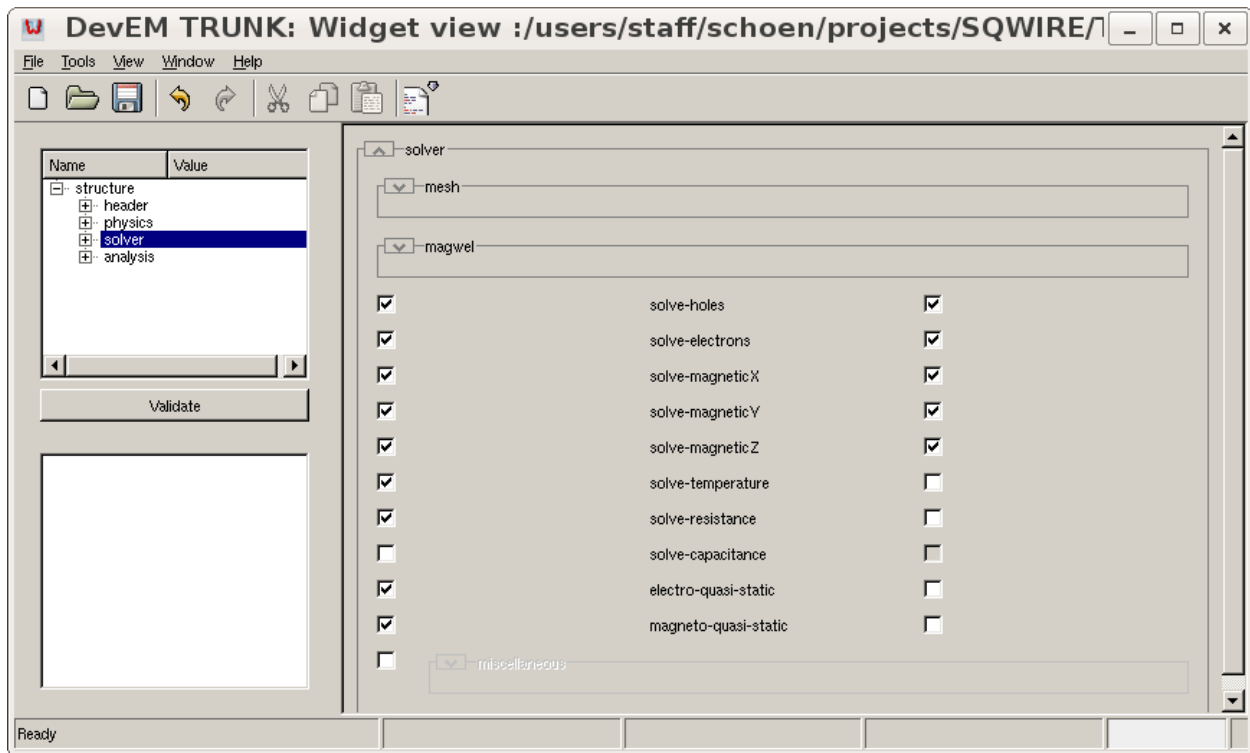 DevEM TRUNK: Widget view :/users/staff/schoen/projects/SQWIRE/
File Tools View Window Help
Name Value
structure
header
physics
solver
analysis
Validate
solver
mesh
magwel
solve-holes
solve-electrons
solve-magneticX
solve-magneticY
solve-magneticZ
solve-temperature
solve-resistance
solve-capacitance
electro-quasi-static
magneto-quasi-static
miscellaneous
Ready